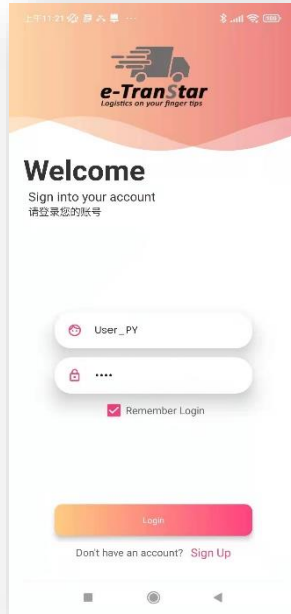 上午11:21
e-TranStar
Logistics on your finger tips
Welcome
Sign into your account
请登录您的账号
User_PY
••••
Remember Login
Login
Don't have an account? Sign Up